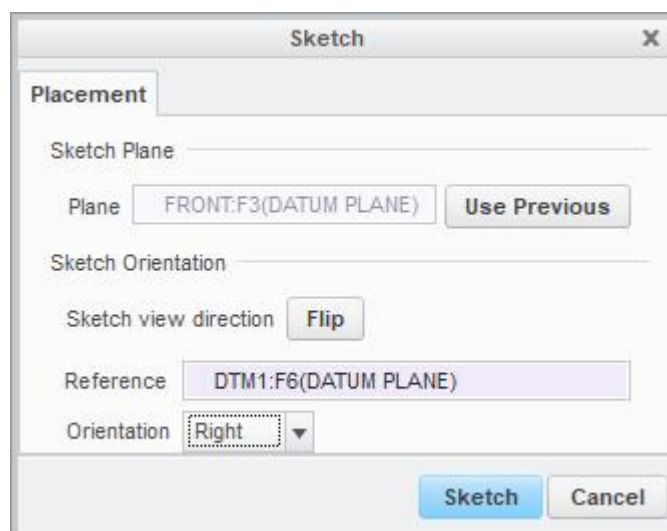 Sketch
Placement
Sketch Plane
Plane FRONT:F3(DATUM PLANE) Use Previous
Sketch Orientation
Sketch view direction Flip
Reference DTM1:F6(DATUM PLANE)
Orientation Right
Sketch Cancel